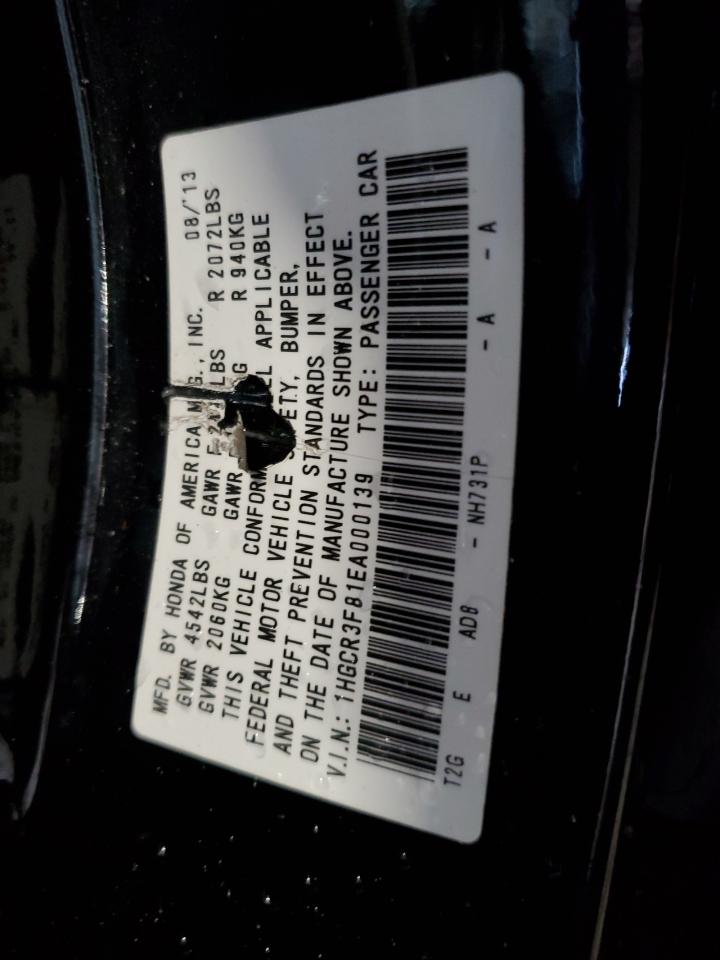 MFD. BY HONDA OF AMERICA INC. 08/'13
GVWR 4542LBS GAWR LBS R 2072LBS
GVWR 2060KG GAWR R 940KG
THIS VEHICLE APPLICABLE
FEDERAL MOTOR VEHICLE BUMPER,
AND THEFT PREVENTION STANDARDS IN EFFECT
ON THE DATE OF MANUFACTURE SHOWN ABOVE.
V.I.N.: 1HGCR3F81EA000139 TYPE: PASSENGER CAR
T2G E AD8 - NH731P - A - A